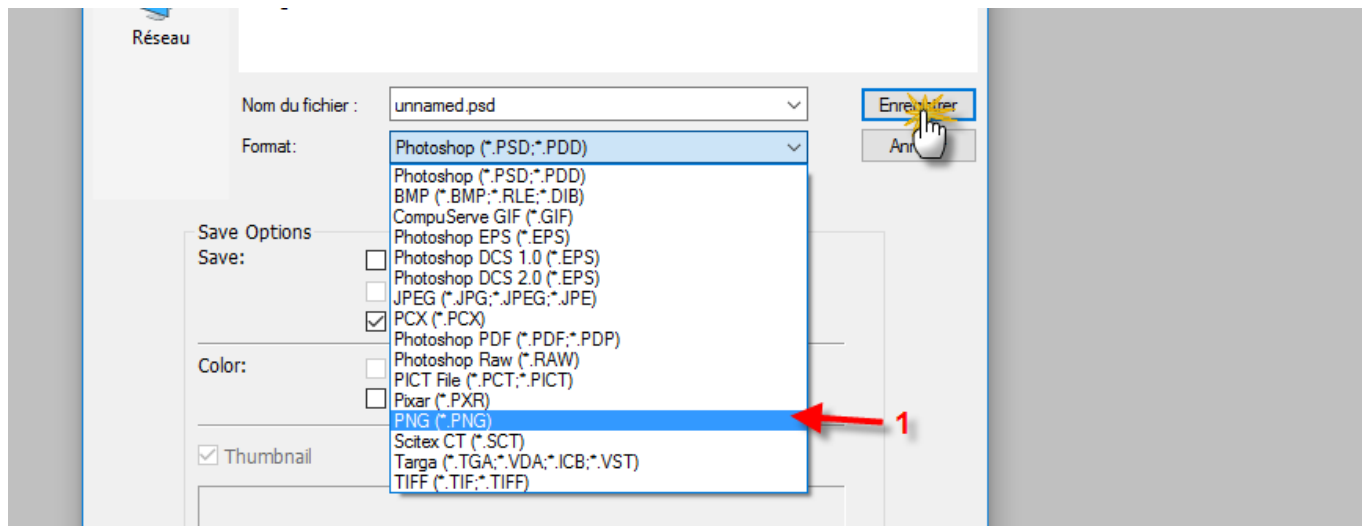 Réseau
Nom du fichier : unnamed.psd Enregistrer
Format: Photoshop (*.PSD;*.PDD)
Photoshop (*.PSD;*.PDD)
BMP (*.BMP;*.RLE;*.DIB)
CompuServe GIF (*.GIF)
Save Options Photoshop EPS (*.EPS)
Save: Photoshop DCS 1.0 (*.EPS)
Photoshop DCS 2.0 (*.EPS)
JPEG (*.JPG;*.JPEG;*.JPE)
PCX (*.PCX)
Photoshop PDF (*.PDF;*.PDP)
Color: Photoshop Raw (*.RAW)
PICT File (*.PCT;*.PICT)
Pixar (*.PXR)
PNG (*.PNG) 1
Scitex CT (*.SCT)
Thumbnail Targa (*.TGA;*.VDA;*.ICB;*.VST)
TIFF (*.TIF;*.TIFF)